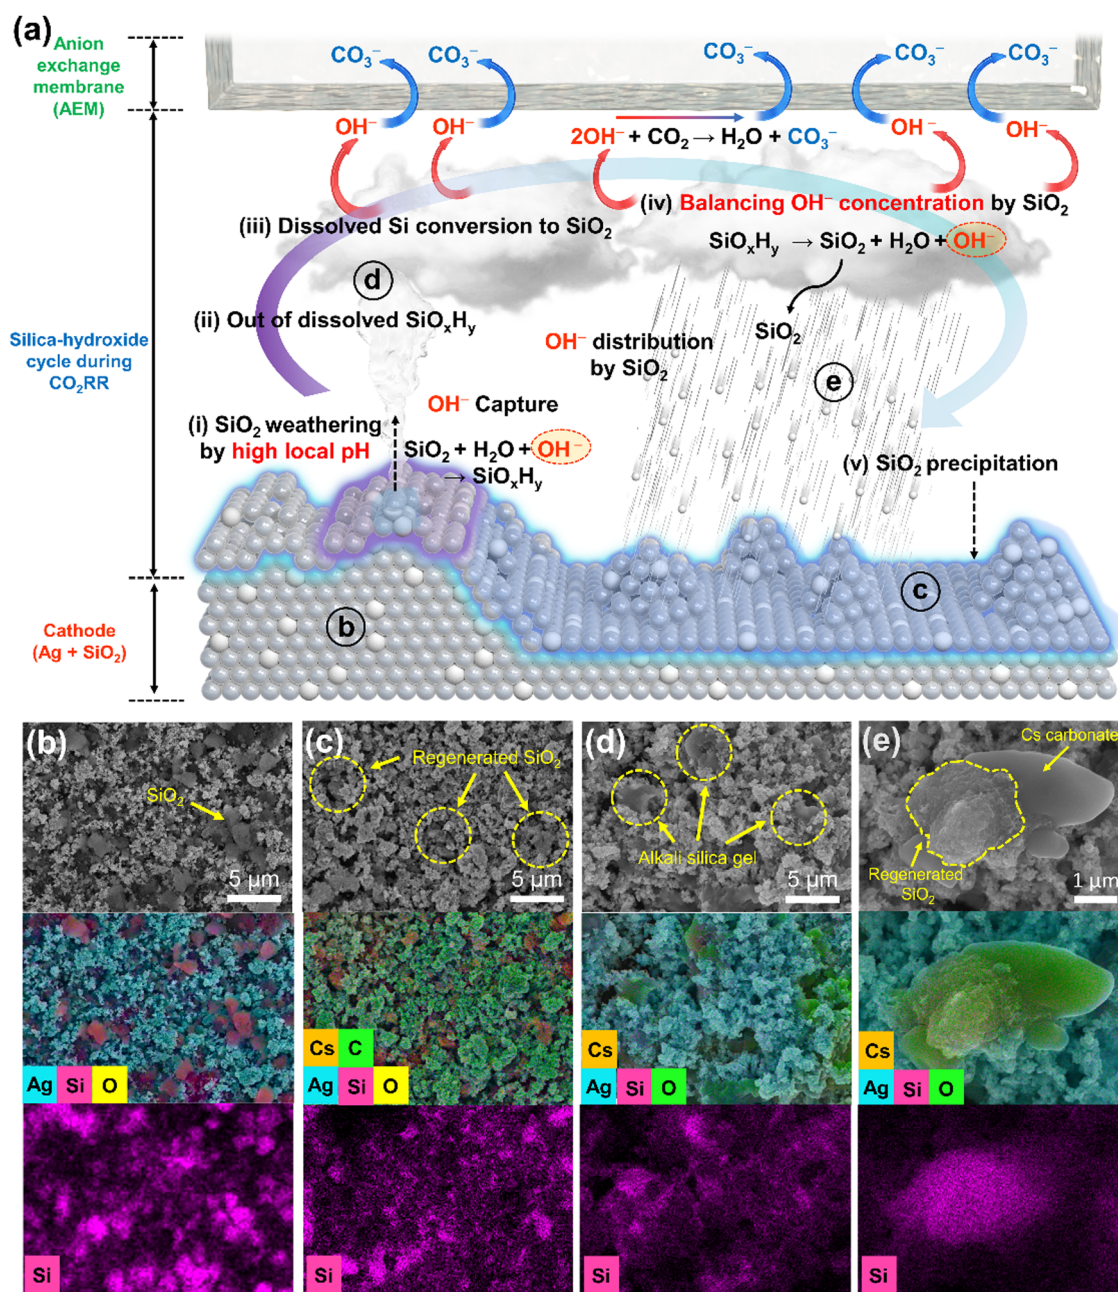 (a)
Anion
exchange
membrane
(AEM)
CO₃⁻
CO₃⁻
CO₃⁻
CO₃⁻
CO₃⁻
OH⁻
OH⁻
2OH⁻ + CO₂ → H₂O + CO₃⁻
OH⁻
OH⁻
(iii) Dissolved Si conversion to SiO₂
(iv) Balancing OH⁻ concentration by SiO₂
SiOₓHᵧ → SiO₂ + H₂O + OH⁻
d
(ii) Out of dissolved SiOₓHᵧ
SiO₂
Silica-hydroxide
cycle during
CO₂RR
OH⁻ distribution
by SiO₂
e
OH⁻ Capture
(i) SiO₂ weathering
by high local pH
SiO₂ + H₂O + OH⁻
→ SiOₓHᵧ
(v) SiO₂ precipitation
c
b
Cathode
(Ag + SiO₂)
(b)
SiO₂
5 μm
Ag Si O
Si
(c)
Regenerated SiO₂
5 μm
Cs C
Ag Si O
Si
(d)
Alkali silica gel
5 μm
Cs
Ag Si O
Si
(e)
Cs carbonate
Regenerated
SiO₂
1 μm
Cs
Ag Si O
Si